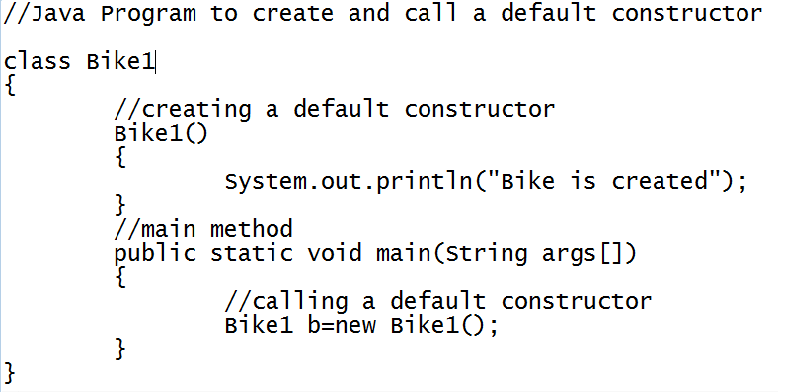 //Java Program to create and call a default constructor
class Bike1
{
//creating a default constructor
Bike1()
{
System.out.println("Bike is created");
}
//main method
public static void main(String args[])
{
//calling a default constructor
Bike1 b=new Bike1();
}
}